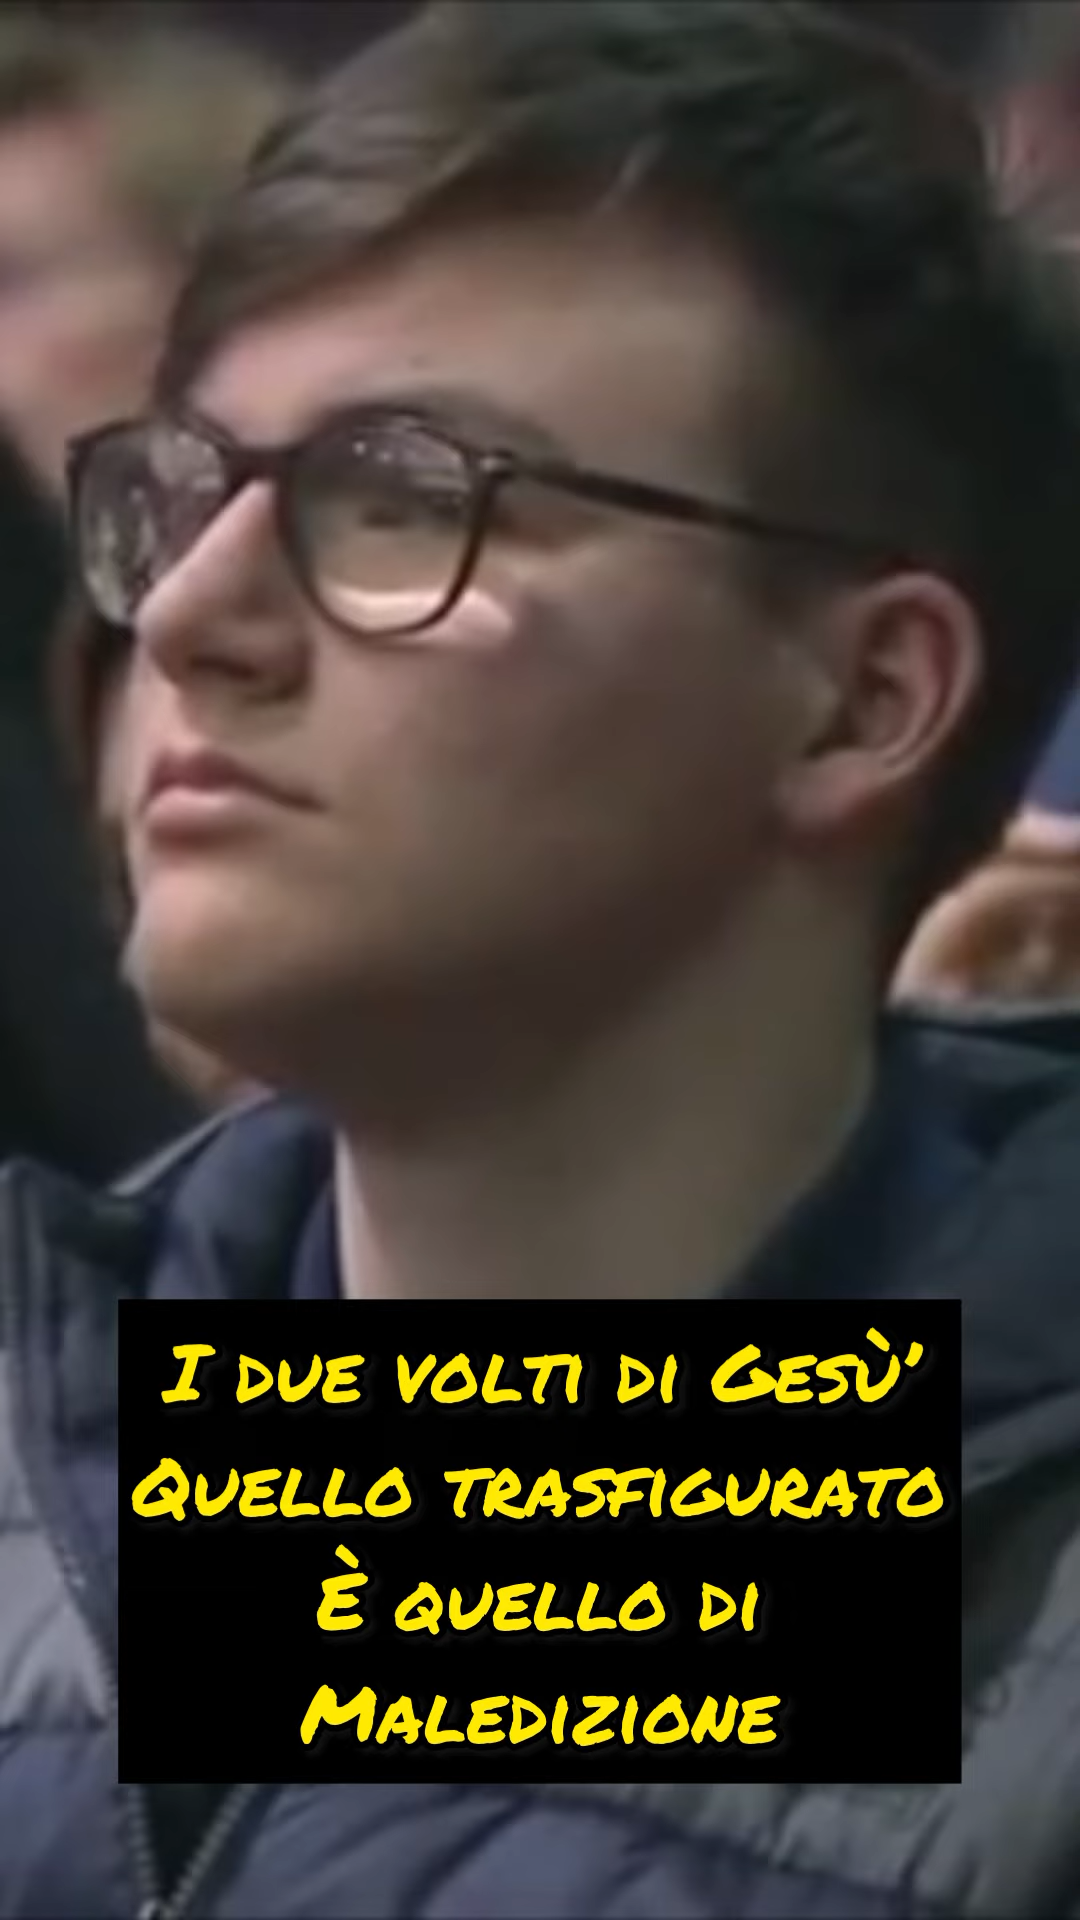 I due volti di Gesù'
Quello trasfigurato
È quello di
Maledizione